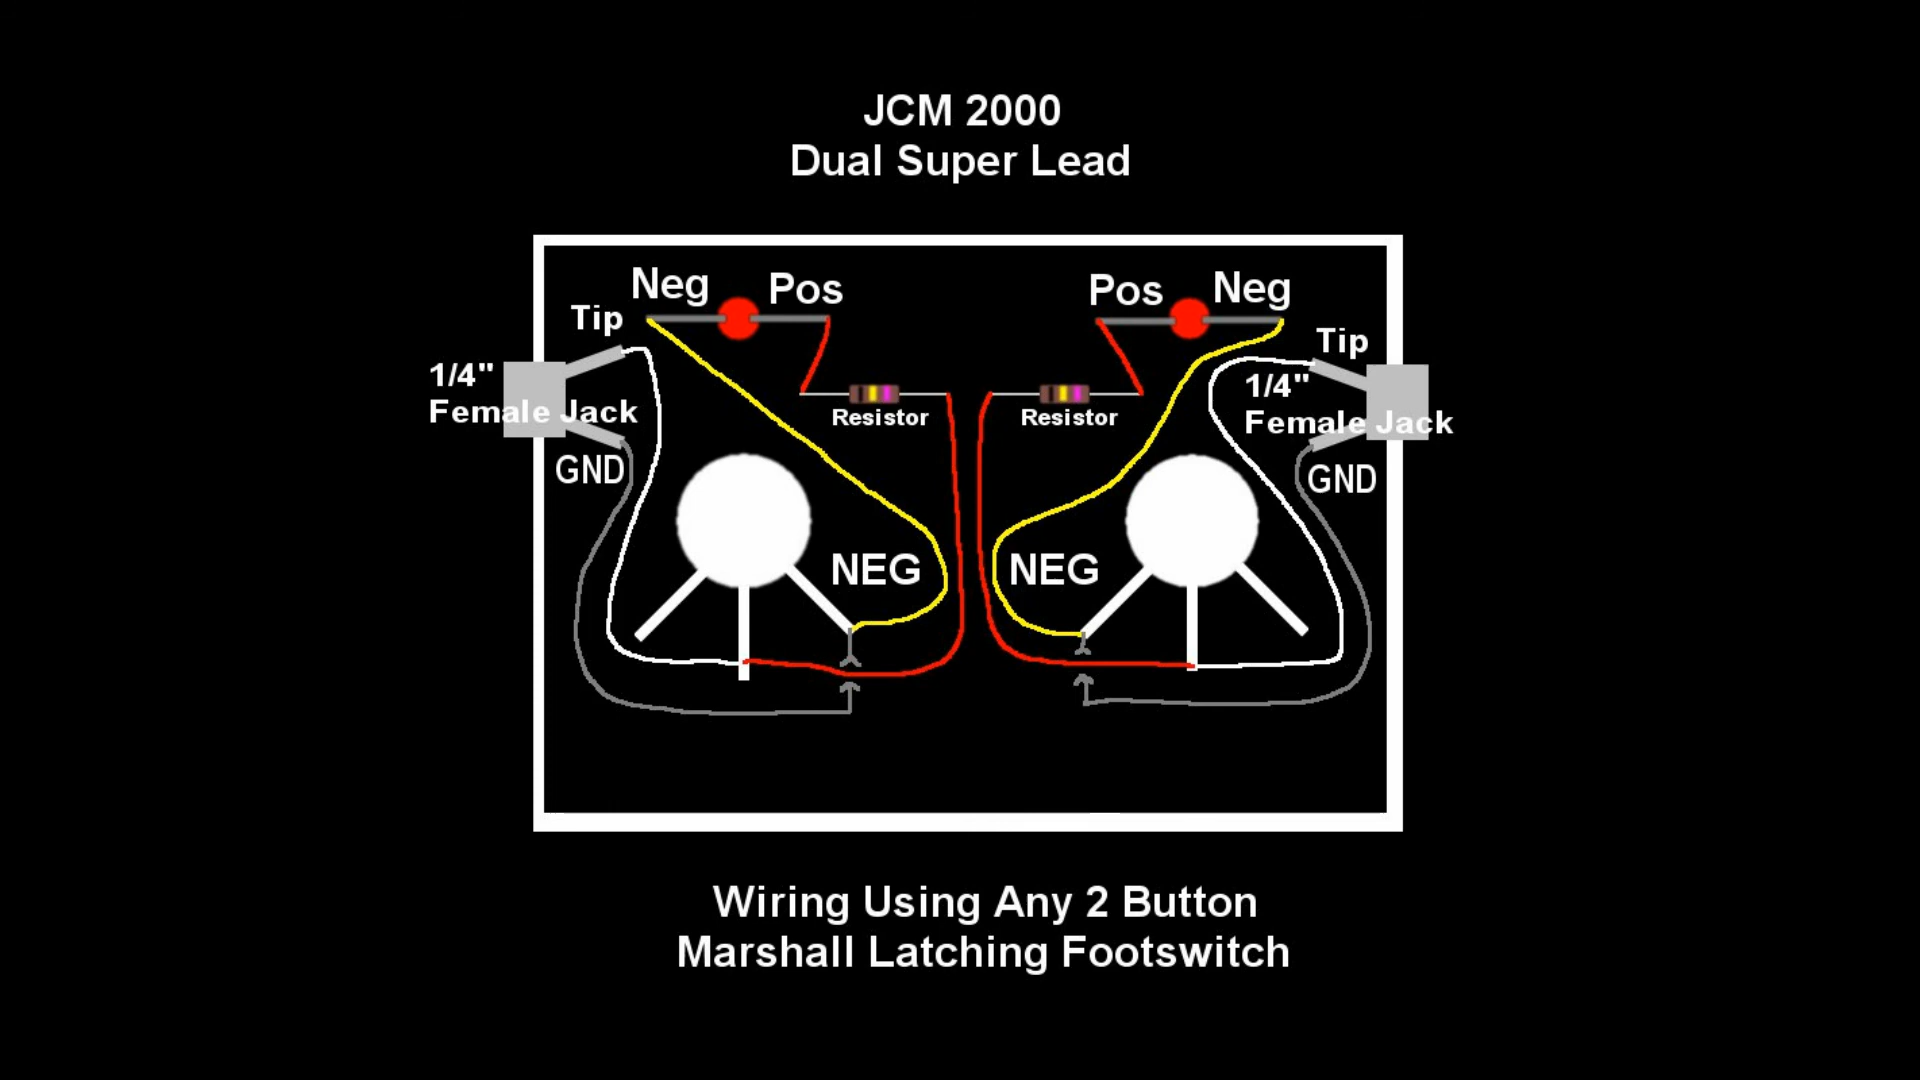 JCM 2000
Dual Super Lead
Neg Pos Pos Neg
Tip Tip
1/4" 1/4"
Female Jack Resistor Resistor Female Jack
GND GND
NEG NEG
Wiring Using Any 2 Button
Marshall Latching Footswitch